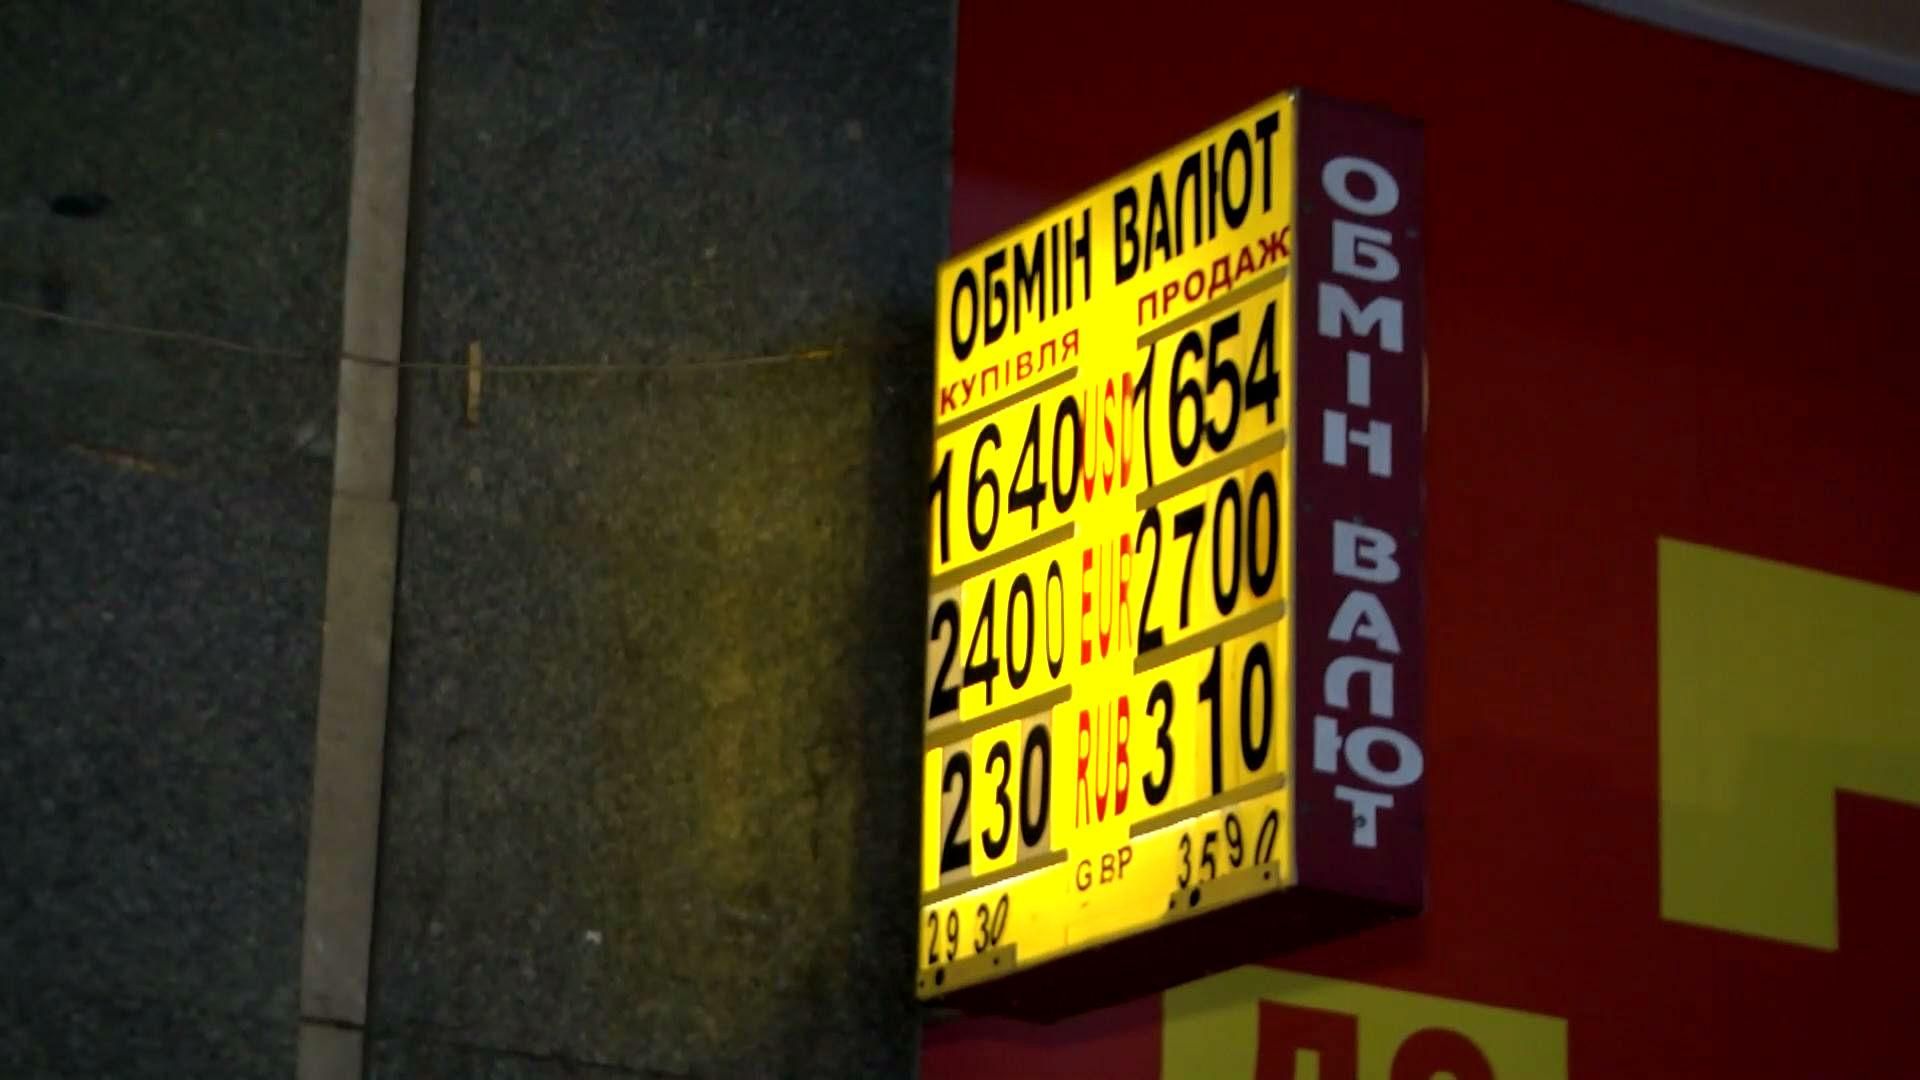 ОБМІН ВАЛЮТ
КУПІВЛЯ ПРОДАЖ
1640 USD 1654
2400 EUR 2700
230 RUB 310
2930 GBP 3590
ОБМІН ВАЛЮТ